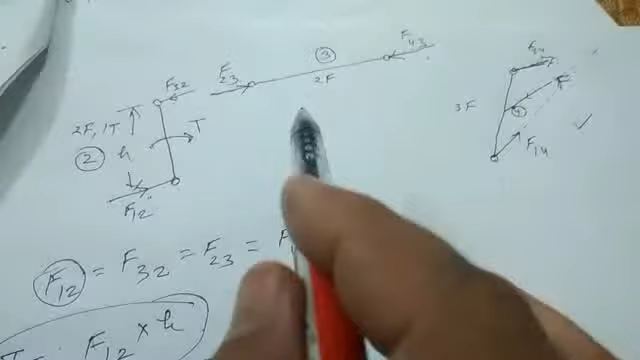 ③
F43
F23
2F
F32
F34
F
3F
④
F14
2F, 1T
T
②
h
F12
F12 = F32 = F23 = F
F12 × h